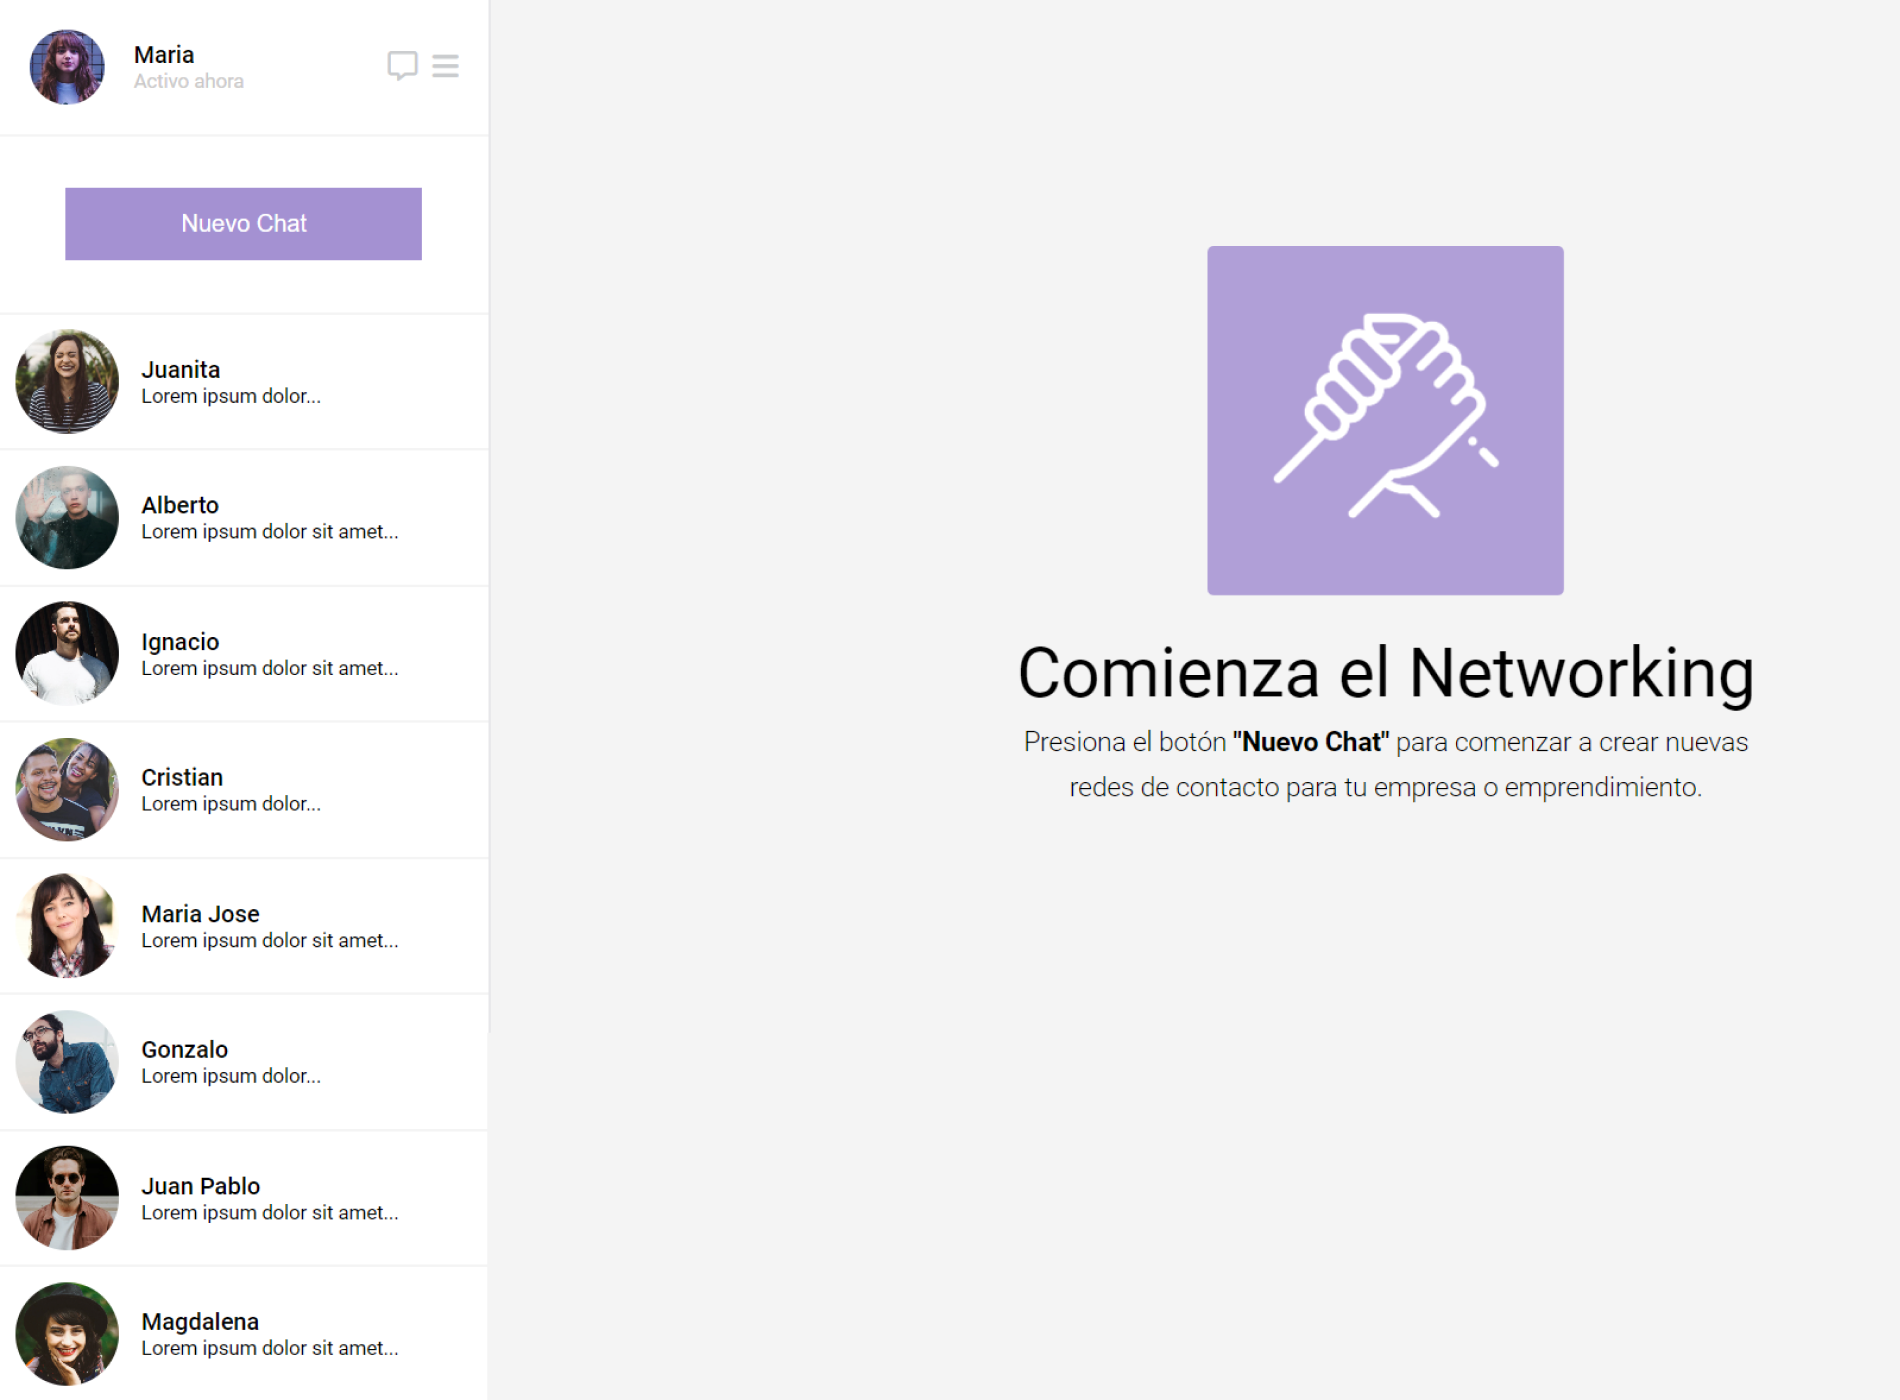 Maria
Activo ahora
Nuevo Chat
Juanita
Lorem ipsum dolor...
Alberto
Lorem ipsum dolor sit amet...
Ignacio
Lorem ipsum dolor sit amet...
Cristian
Lorem ipsum dolor...
Maria Jose
Lorem ipsum dolor sit amet...
Gonzalo
Lorem ipsum dolor...
Juan Pablo
Lorem ipsum dolor sit amet...
Magdalena
Lorem ipsum dolor sit amet...
Comienza el Networking
Presiona el botón "Nuevo Chat" para comenzar a crear nuevas
redes de contacto para tu empresa o emprendimiento.